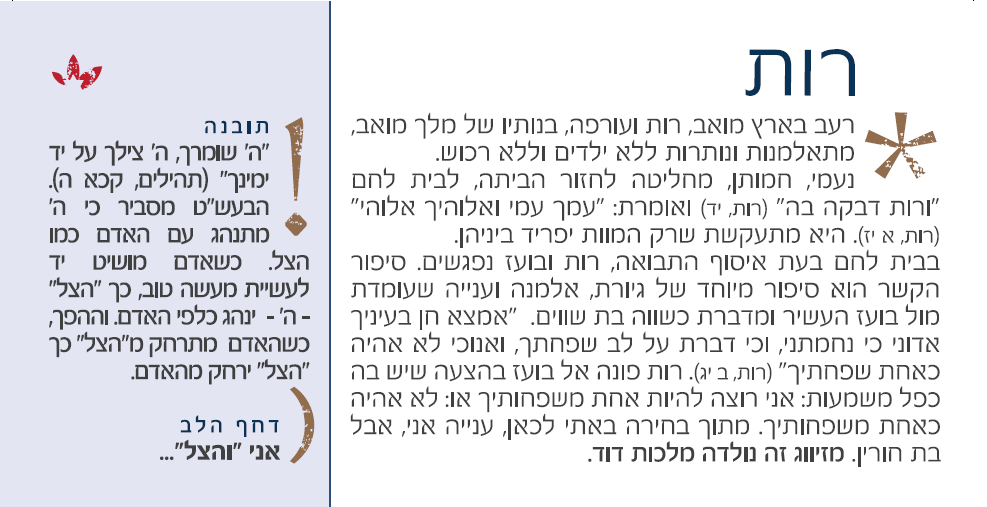 רות
רעב בארץ מואב, רות ועורפה, בנותיו של מלך מואב,
מתאלמנות ונותרות ללא ילדים וללא רכוש.
נעמי, חמותן, מחליטה לחזור הביתה, לבית לחם
"ורות דבקה בה" (רות, יד) ואומרת: "עמך עמי ואלוהיך אלוהי"
(רות, א יז). היא מתעקשת שרק המוות יפריד ביניהן.
בבית לחם בעת איסוף התבואה, רות ובועז נפגשים. סיפור
הקשר הוא סיפור מיוחד של גיורת, אלמנה וענייה שעומדת
מול בועז העשיר ומדברת כשווה בת שווים. "אמצא חן בעיניך
אדוני כי נחמתני, וכי דברת על לב שפחתך, ואנוכי לא אהיה
כאחת שפחתיך" (רות, ב יג). רות פונה אל בועז בהצעה שיש בה
כפל משמעות: אני רוצה להיות אחת משפחותיך או: לא אהיה
כאחת משפחותיך. מתוך בחירה באתי לכאן, ענייה אני, אבל
בת חורין. מזיווג זה נולדה מלכות דוד.
תובנה
"ה' שומרך, ה' צילך על יד
ימינך" (תהילים, קכא ה).
הבעש"ט מסביר כי ה'
מתנהג עם האדם כמו
הצל. כשאדם מושיט יד
לעשיית מעשה טוב, כך "הצל"
- ה' - ינהג כלפי האדם. וההפך,
כשהאדם מתרחק מ"הצל" כך
"הצל" ירחק מהאדם.
דחף הלב
אני "והצל"...